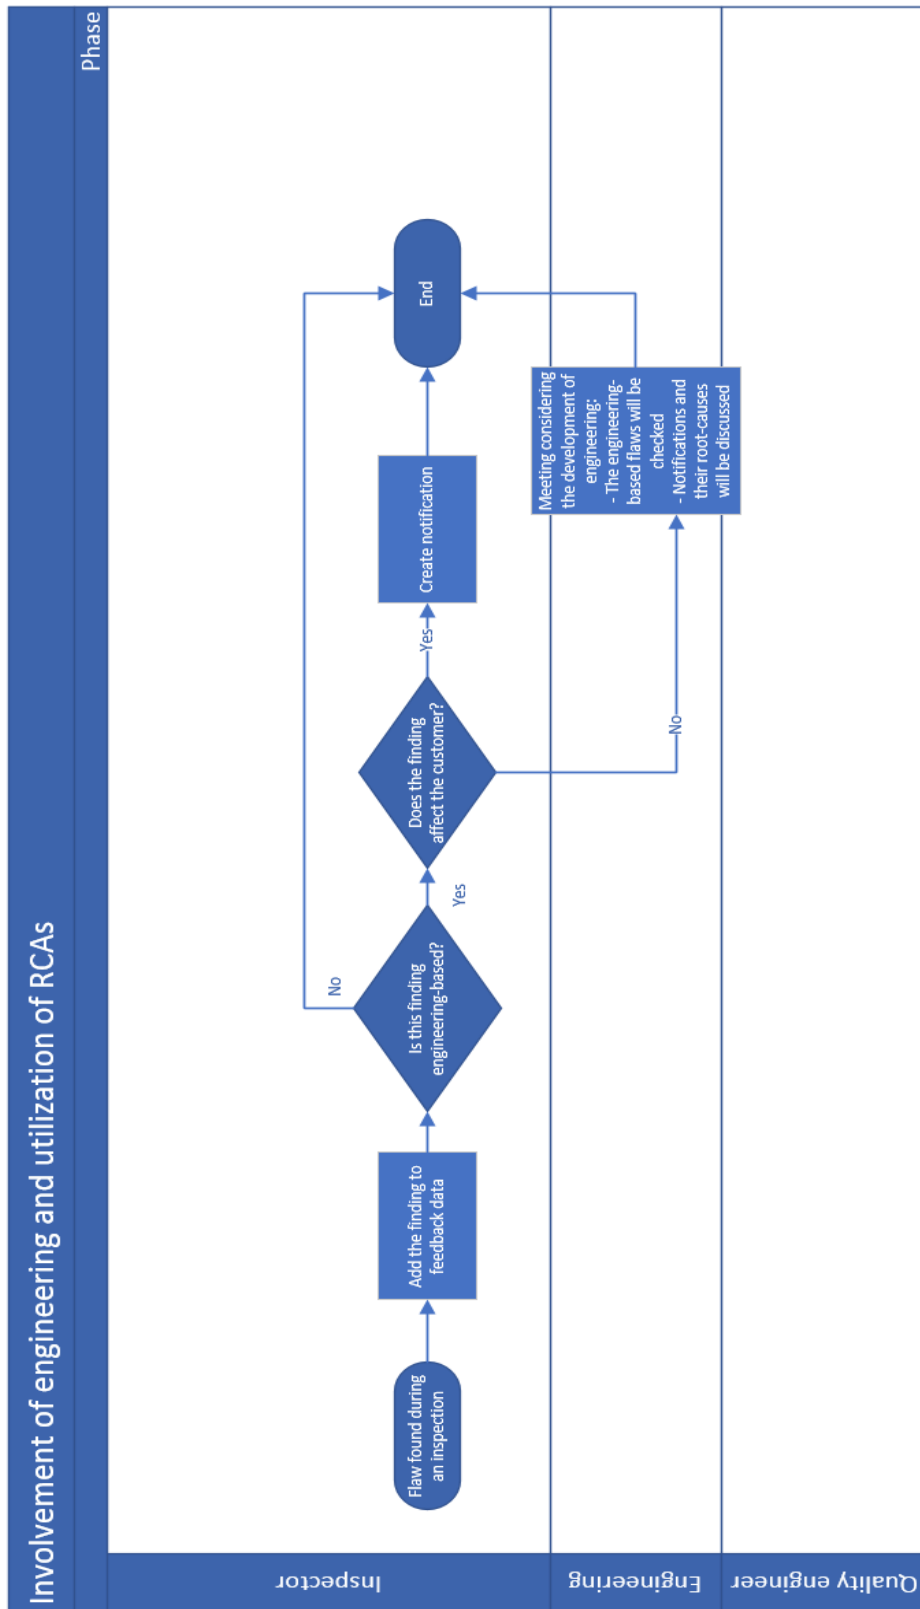 Involvement of engineering and utilization of RCAs
Phase
Inspector
Engineering
Quality engineer
Flaw found during
an inspection
Add the finding to
feedback data
Is this finding
engineering-based?
No
Yes
Does the finding
affect the customer?
Yes
No
Create notification
Meeting considering
the development of
engineering:
- The engineering-
based flaws will be
checked
- Notifications and
their root-causes
will be discussed
End